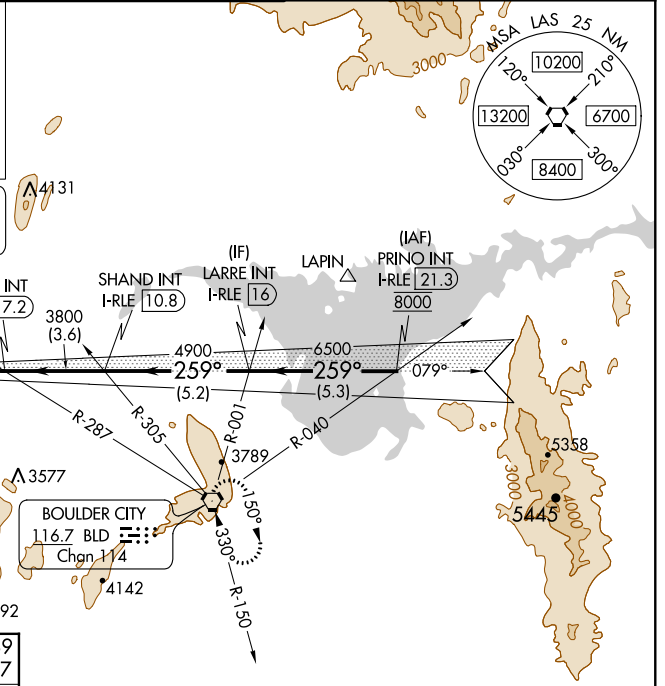 MSA LAS 25 NM
120°
10200
210°
13200
6700
030°
8400
300°
3000
4131
INT
7.2
3800
(3.6)
SHAND INT
I-RLE 10.8
(IF)
LARRE INT
I-RLE 16
LAPIN
(IAF)
PRINO INT
I-RLE 21.3
8000
4900
259°
(5.2)
6500
259°
(5.3)
079°
R-287
R-305
R-001
R-040
3789
3577
BOULDER CITY
116.7 BLD
Chan 114
150°
330°
R-150
4142
3000
5358
4000
5445
92
9
7